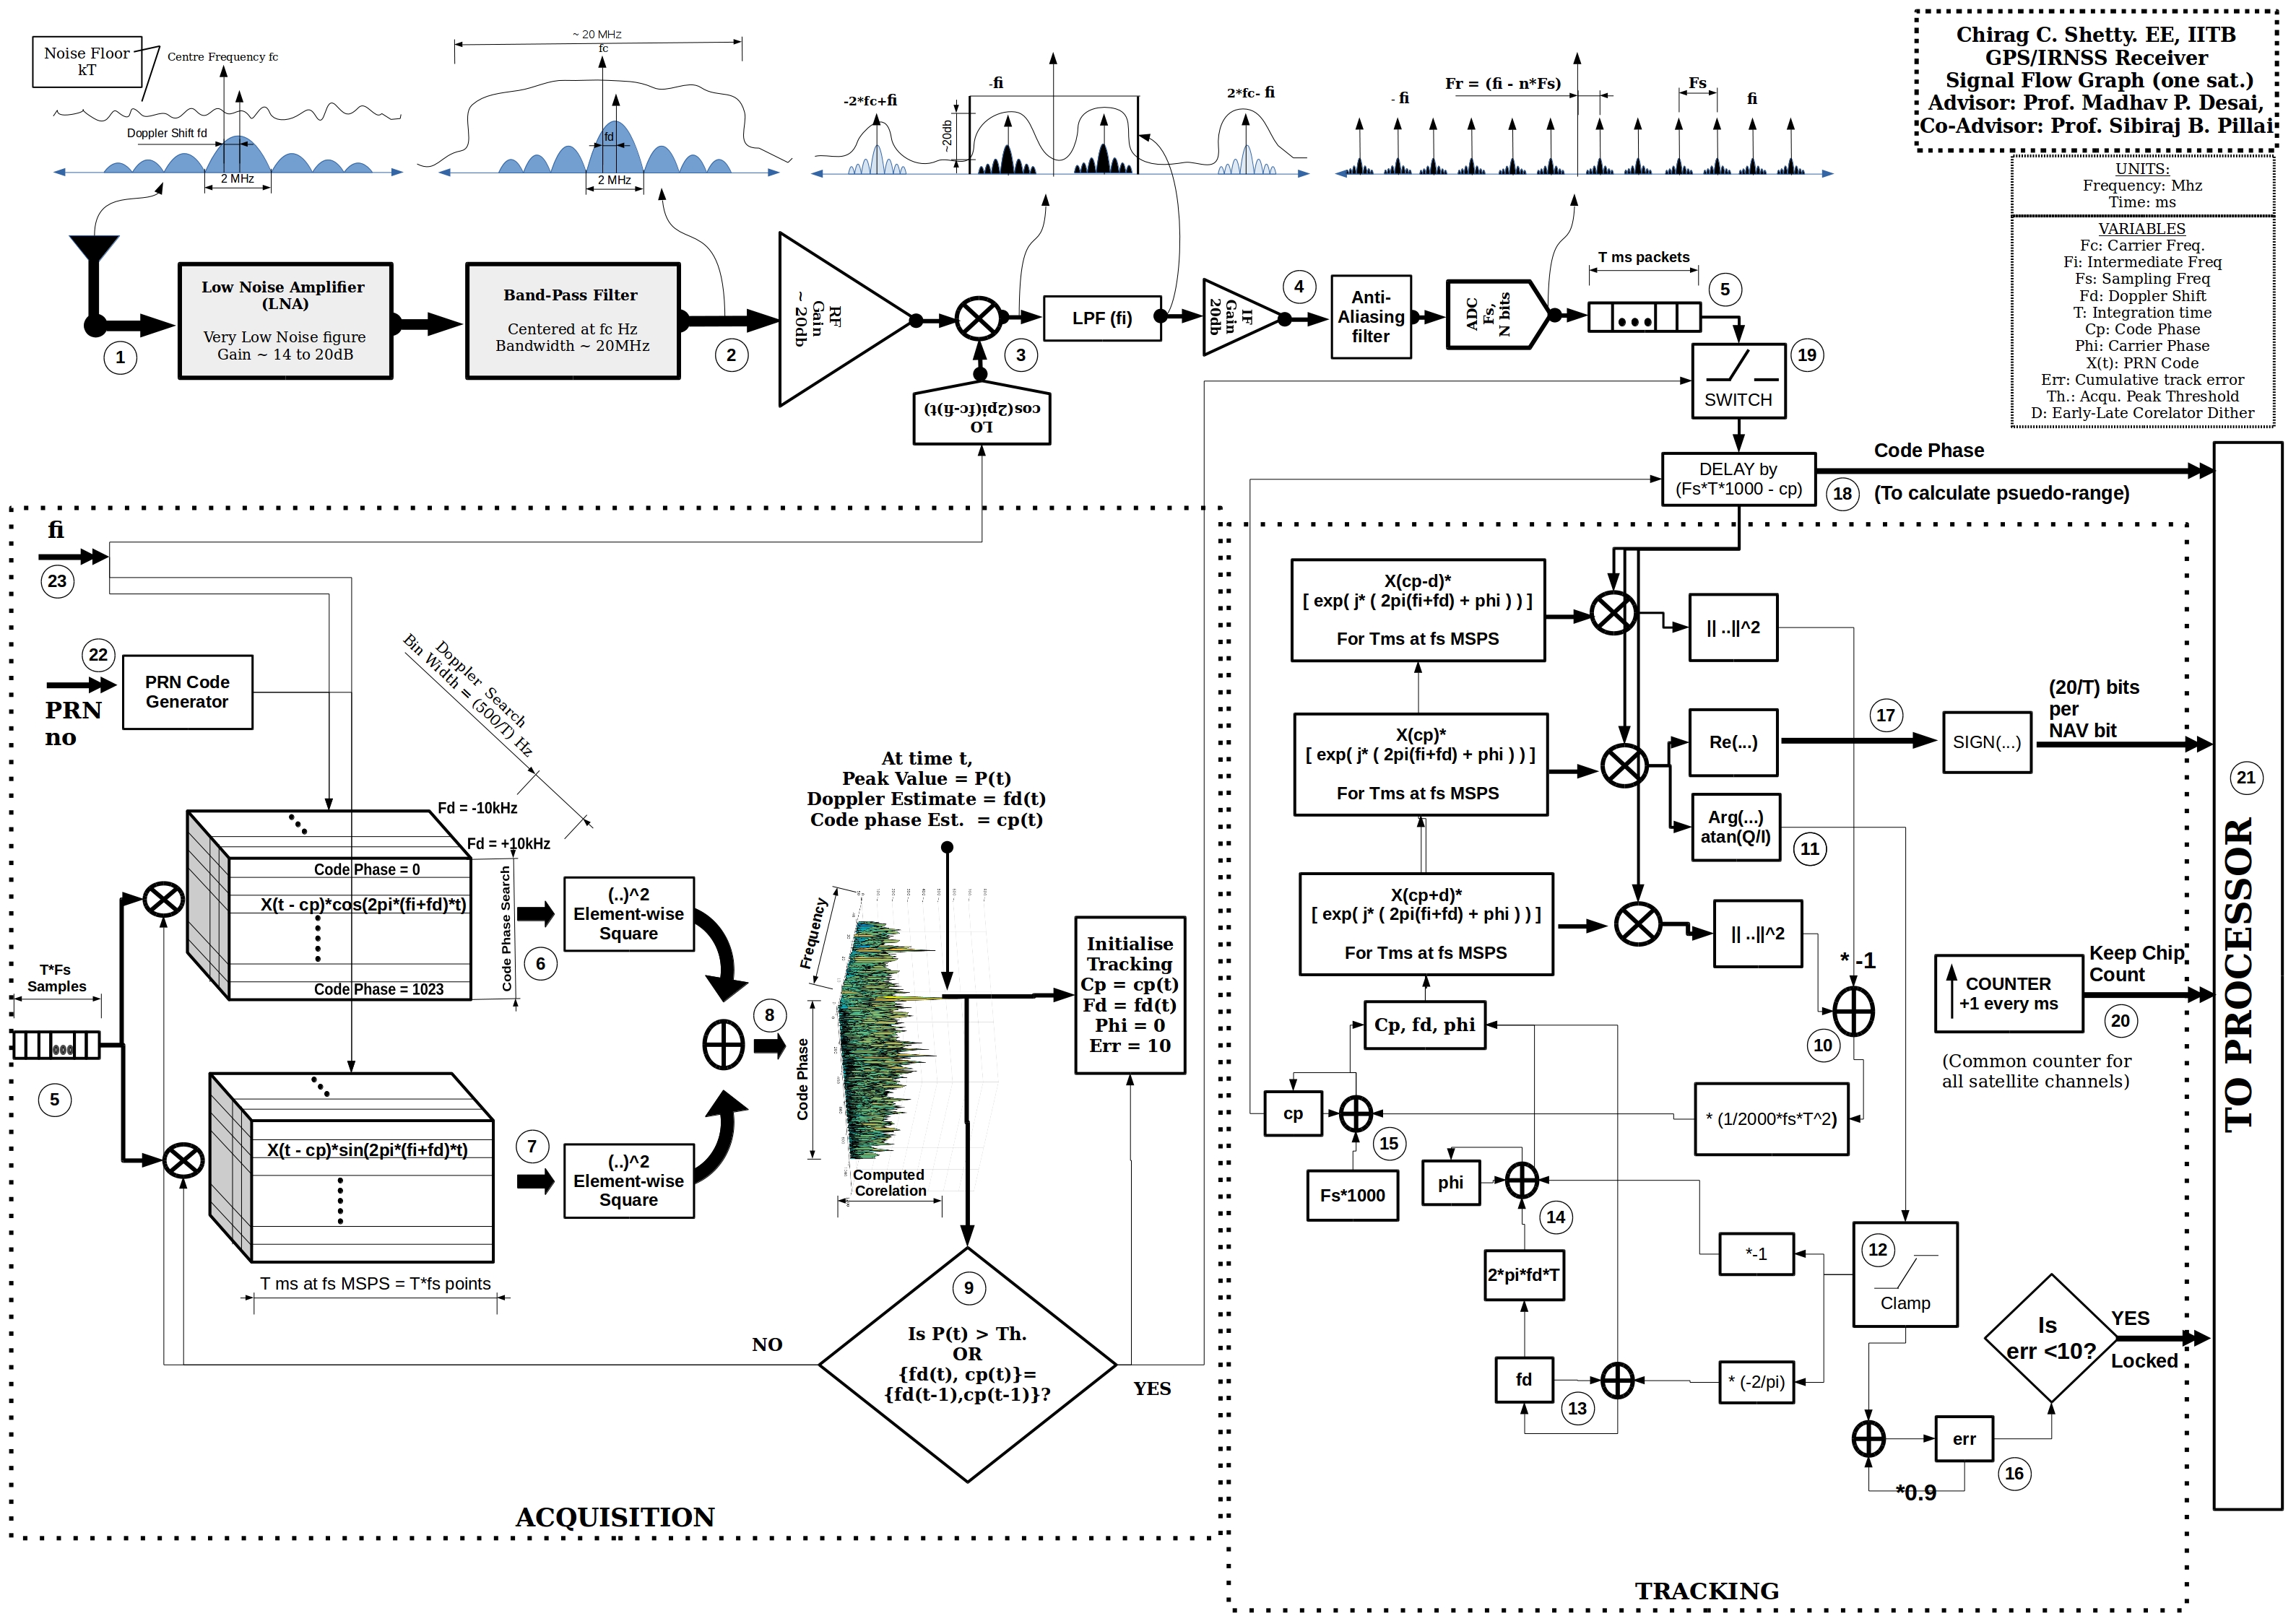 Noise Floor
kT
Centre Frequency fc
Doppler Shift fd
2 MHz
~ 20 MHz
fc
fd
2 MHz
-2*fc+fi
~20db
-fi
2*fc- fi
- fi
Fr = (fi - n*Fs)
Fs
fi
Chirag C. Shetty. EE, IITB
GPS/IRNSS Receiver
Signal Flow Graph (one sat.)
Advisor: Prof. Madhav P. Desai,
Co-Advisor: Prof. Sibiraj B. Pillai
UNITS:
Frequency: Mhz
Time: ms
VARIABLES
Fc: Carrier Freq.
Fi: Intermediate Freq
Fs: Sampling Freq
Fd: Doppler Shift
T: Integration time
Cp: Code Phase
Phi: Carrier Phase
X(t): PRN Code
Err: Cumulative track error
Th.: Acqu. Peak Threshold
D: Early-Late Corelator Dither
1
Low Noise Amplifier
(LNA)
Very Low Noise figure
Gain ~ 14 to 20dB
Band-Pass Filter
Centered at fc Hz
Bandwidth ~ 20MHz
2
RF
Gain
~ 20db
3
LO
cos(2pi(fc-fi)t)
LPF (fi)
IF
Gain
20db
4
Anti-
Aliasing
filter
ADC
Fs,
N bits
T ms packets
5
SWITCH
19
DELAY by
(Fs*T*1000 - cp)
18
Code Phase
(To calculate psuedo-range)
fi
23
22
PRN
no
PRN Code
Generator
Doppler Search
Bin Width = (500/T) Hz
Fd = -10kHz
Fd = +10kHz
Code Phase = 0
X(t - cp)*cos(2pi*(fi+fd)*t)
Code Phase = 1023
Code Phase Search
6
T*Fs
Samples
5
X(t - cp)*sin(2pi*(fi+fd)*t)
T ms at fs MSPS = T*fs points
7
(..)^2
Element-wise
Square
(..)^2
Element-wise
Square
8
At time t,
Peak Value = P(t)
Doppler Estimate = fd(t)
Code phase Est. = cp(t)
Frequency
Code Phase
Computed
Corelation
Initialise
Tracking
Cp = cp(t)
Fd = fd(t)
Phi = 0
Err = 10
9
Is P(t) > Th.
OR
{fd(t), cp(t)}=
{fd(t-1),cp(t-1)}?
NO
YES
ACQUISITION
X(cp-d)*
[ exp( j* ( 2pi(fi+fd) + phi ) ) ]
For Tms at fs MSPS
|| ..||^2
X(cp)*
[ exp( j* ( 2pi(fi+fd) + phi ) ) ]
For Tms at fs MSPS
Re(...)
17
SIGN(...)
(20/T) bits
per
NAV bit
Arg(...)
atan(Q/I)
11
X(cp+d)*
[ exp( j* ( 2pi(fi+fd) + phi ) ) ]
For Tms at fs MSPS
|| ..||^2
* -1
10
COUNTER
+1 every ms
Keep Chip
Count
20
(Common counter for
all satellite channels)
Cp, fd, phi
cp
15
Fs*1000
* (1/2000*fs*T^2)
phi
14
2*pi*fd*T
fd
13
*-1
* (-2/pi)
12
Clamp
Is
err <10?
YES
Locked
err
16
*0.9
TRACKING
21
TO PROCESSOR